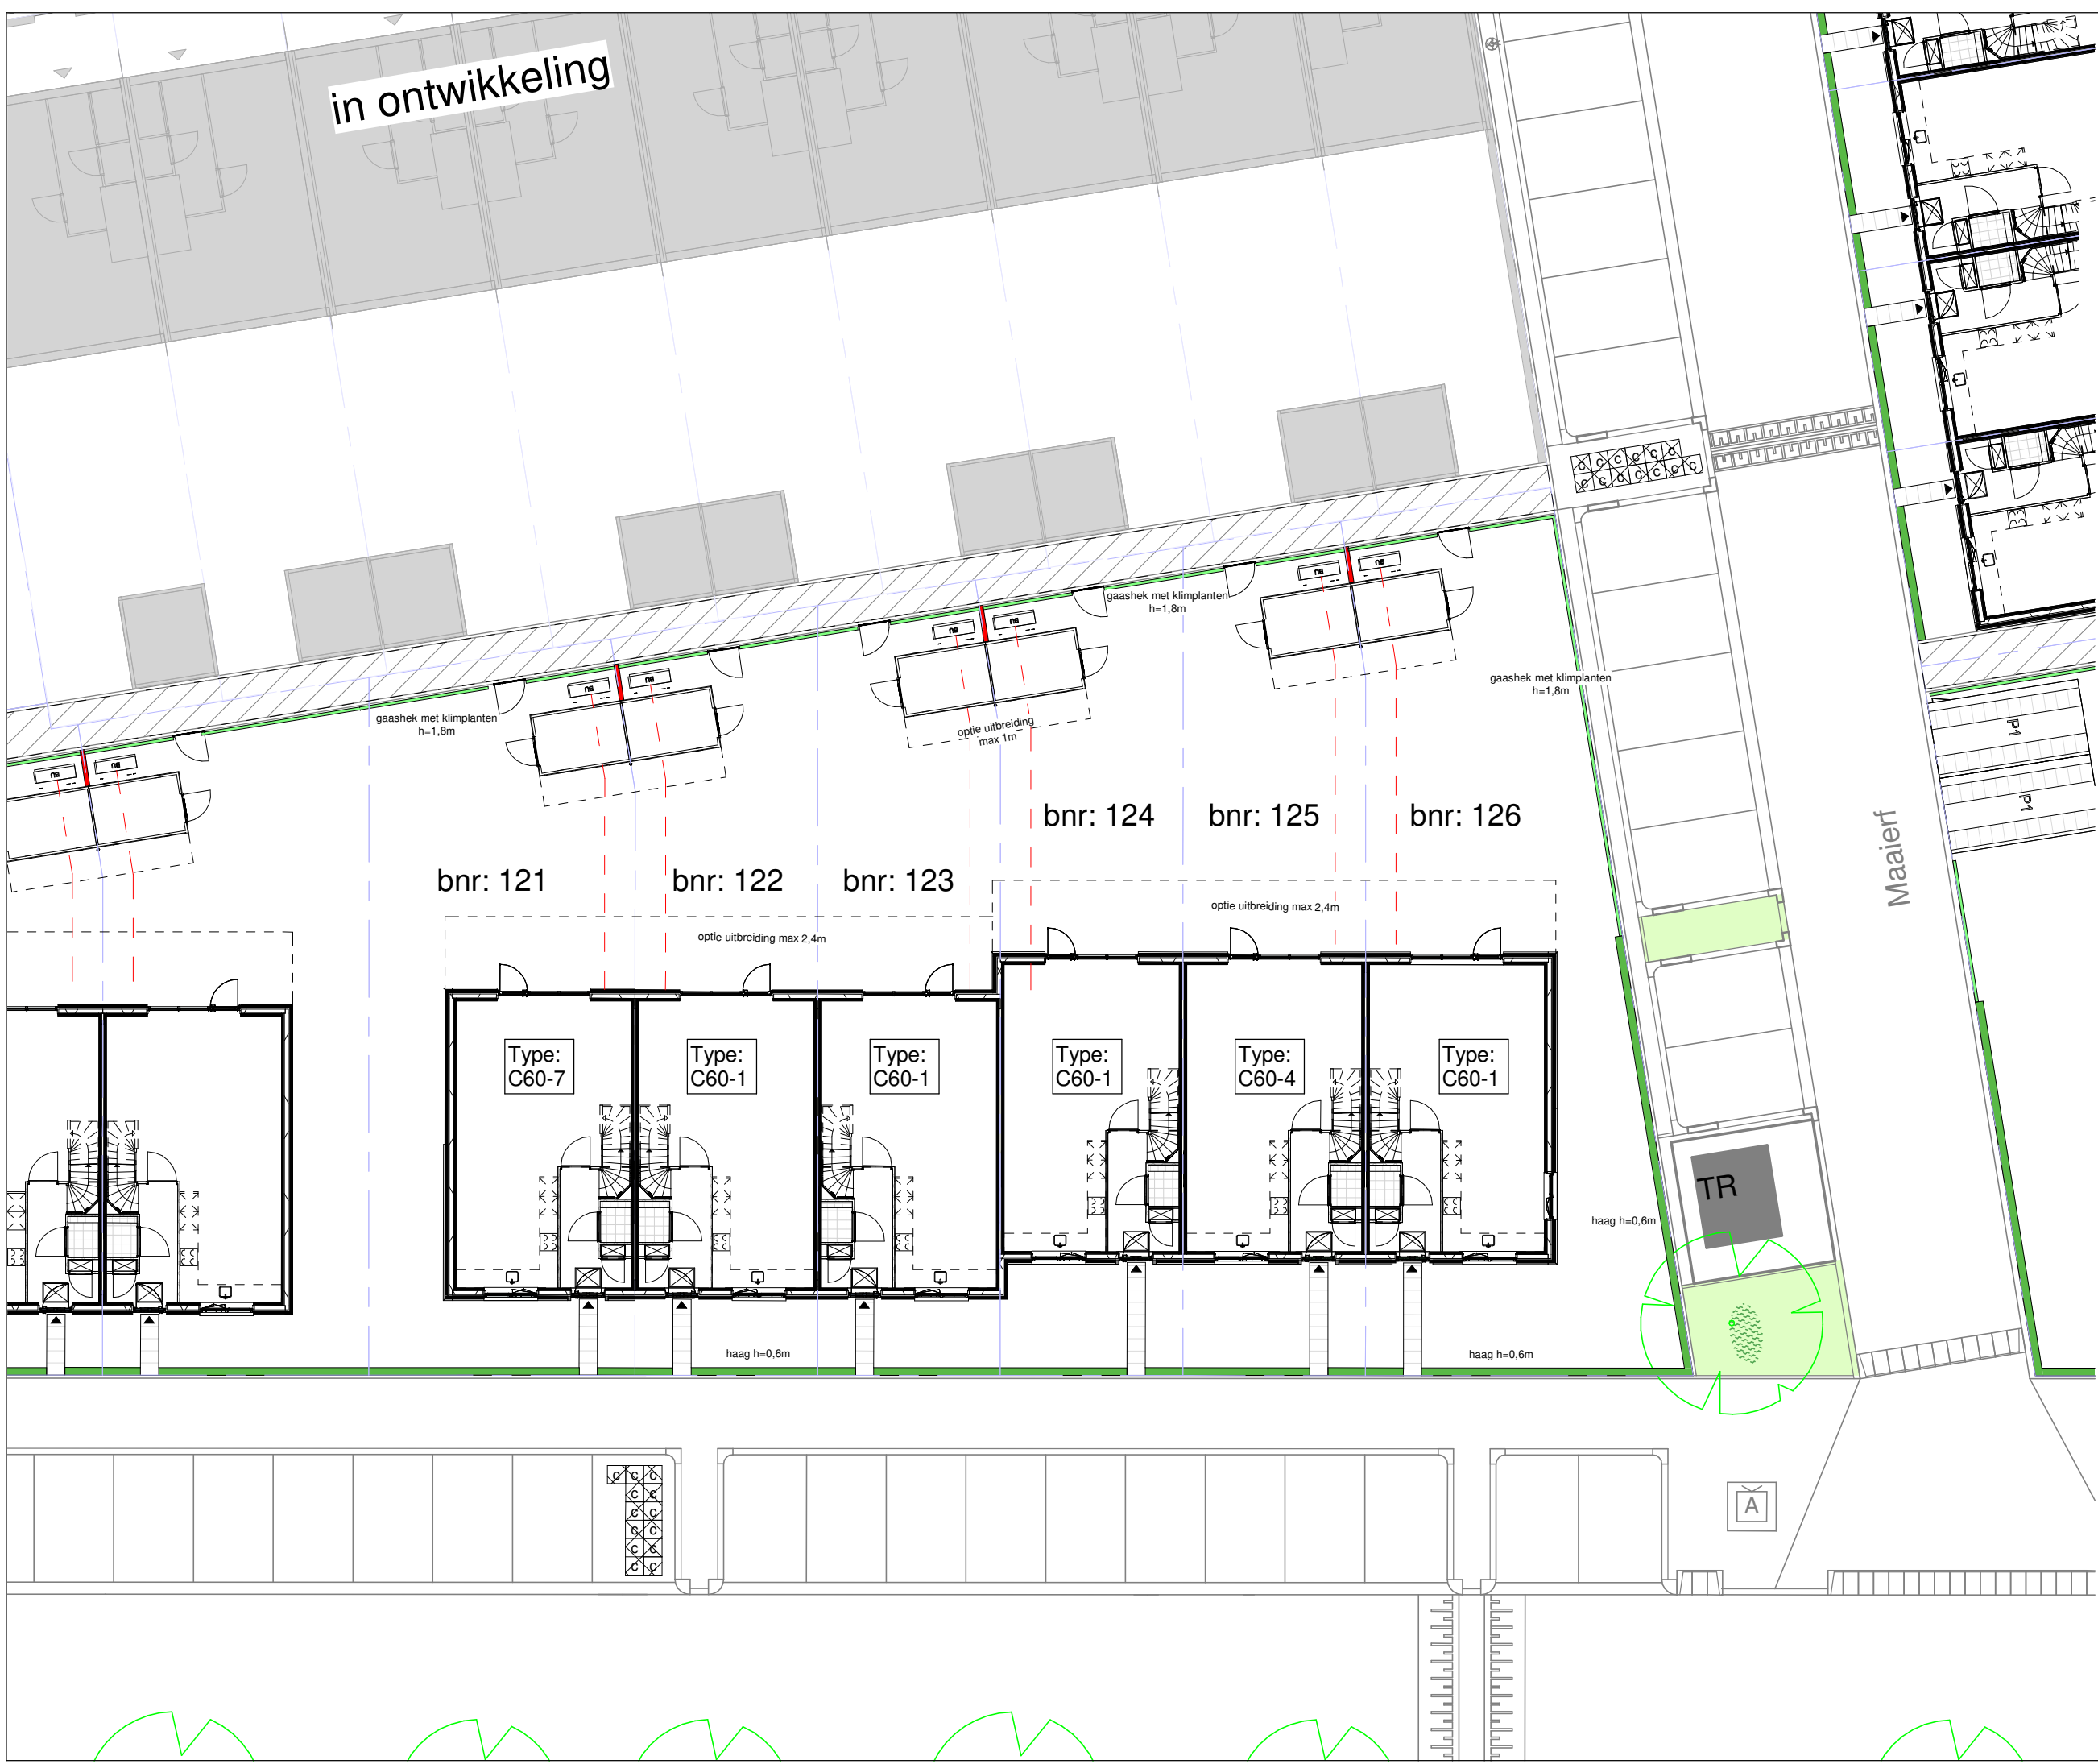 in ontwikkeling
C C C C C C
C C C C C C C
gaashek met klimplanten
h=1,8m
gaashek met klimplanten
h=1,8m
gaashek met klimplanten
h=1,8m
optie uitbreiding
max 1m
P1
P1
Maaierf
bnr: 124
bnr: 125
bnr: 126
bnr: 121
bnr: 122
bnr: 123
optie uitbreiding max 2,4m
optie uitbreiding max 2,4m
Type:
C60-7
Type:
C60-1
Type:
C60-1
Type:
C60-1
Type:
C60-4
Type:
C60-1
TR
haag h=0,6m
haag h=0,6m
haag h=0,6m
C C C
C C
C C
C C
C C
C C
A